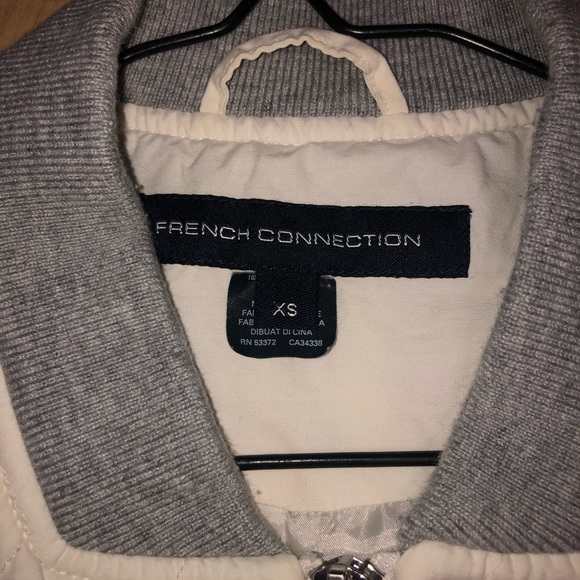 FRENCH CONNECTION
XS
DIBUAT DI CINA
RN 53372 CA34338